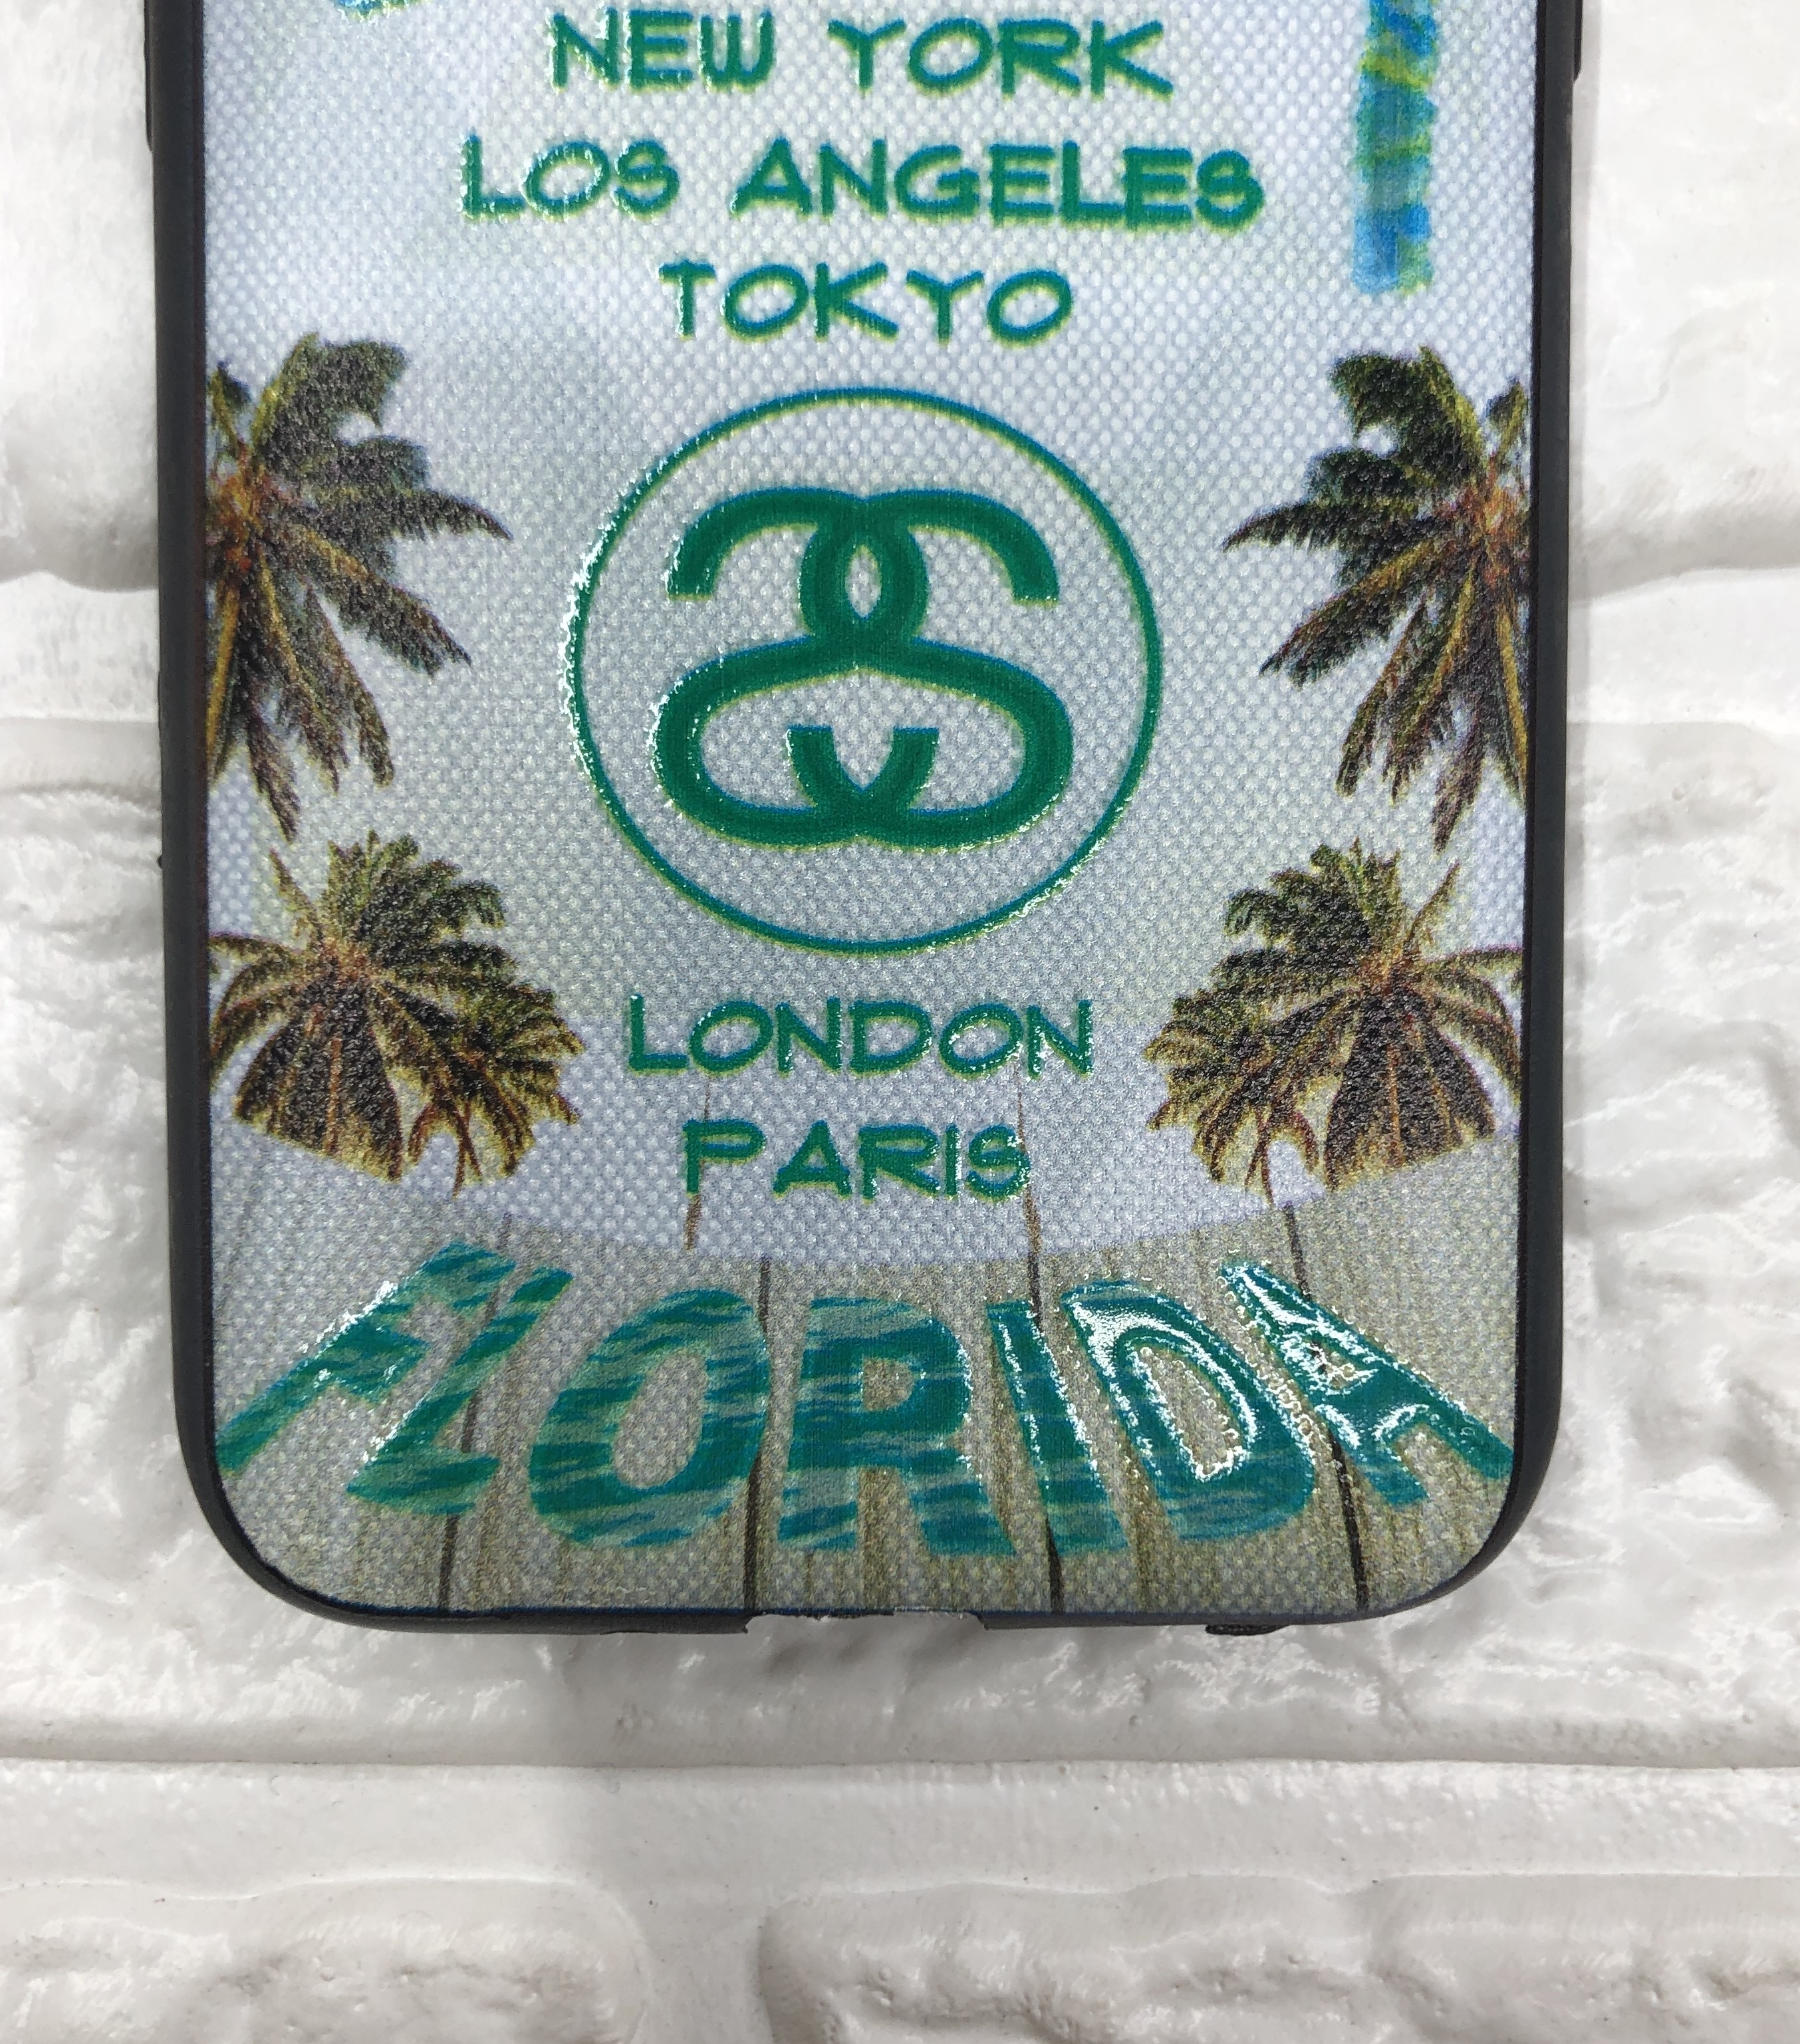 NEW YORK
LOS ANGELES
TOKYO
LONDON
PARIS
FLORIDA